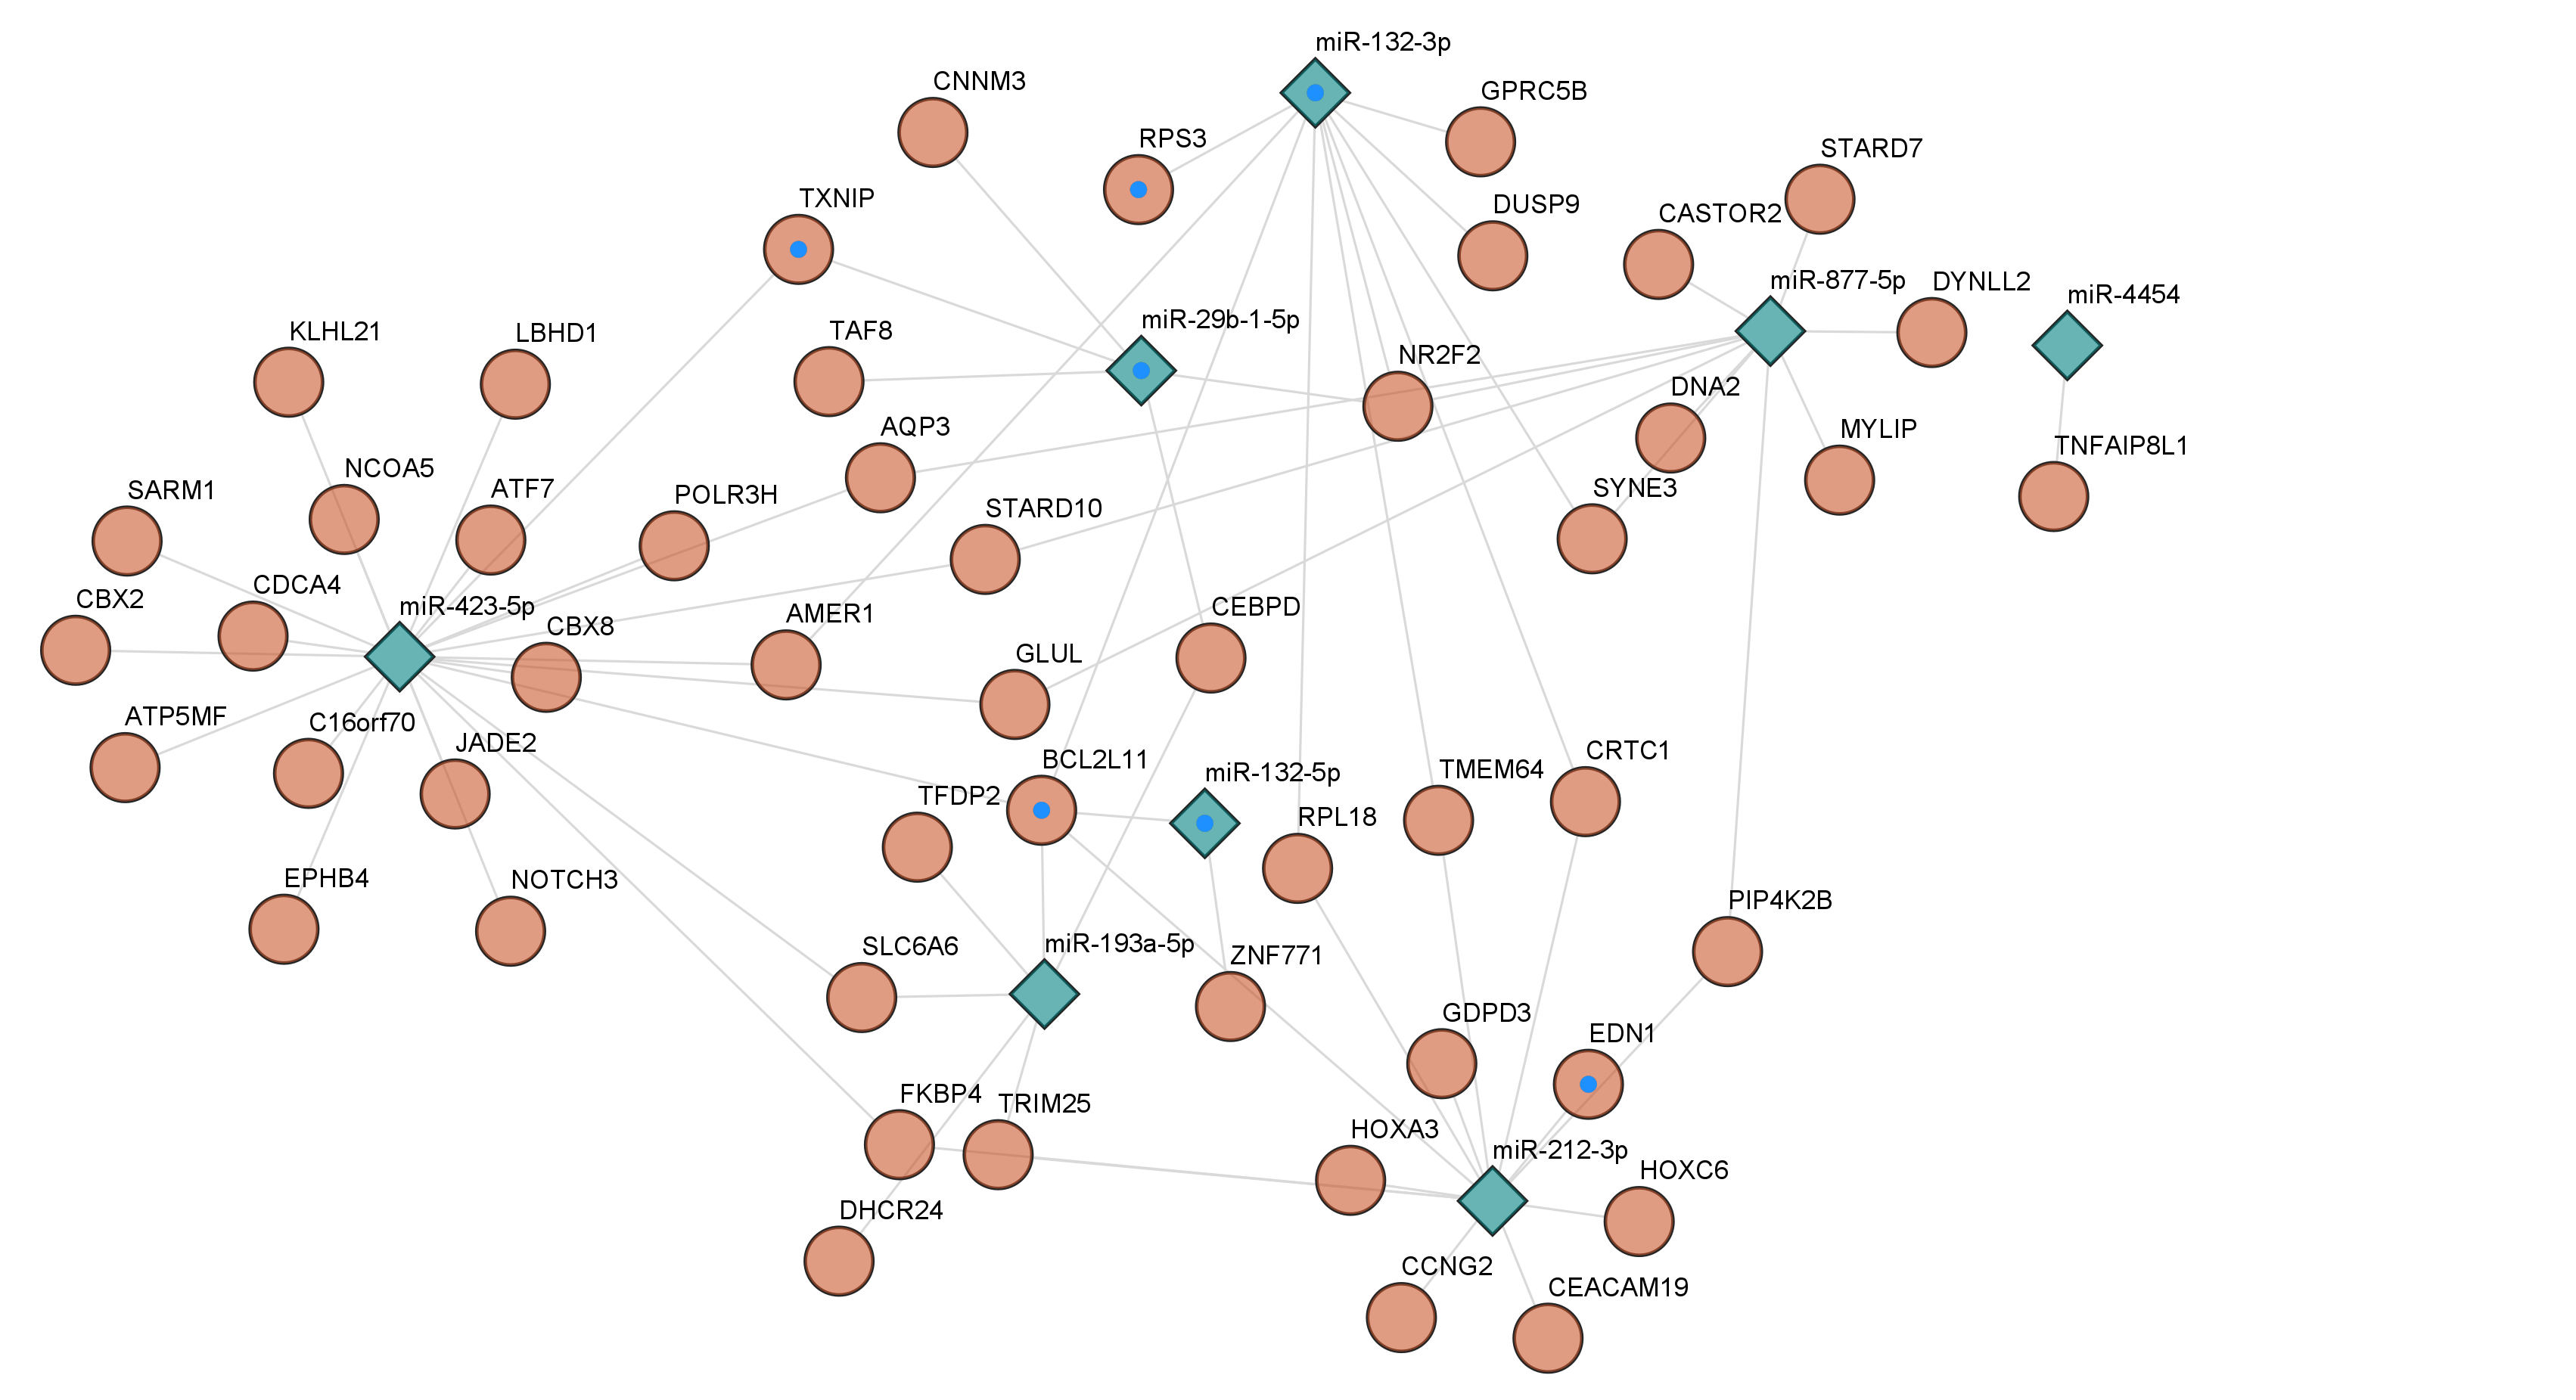 miR-132-3p
CNNM3
GPRC5B
RPS3
STARD7
TXNIP
DUSP9
CASTOR2
miR-877-5p
DYNLL2
miR-4454
miR-29b-1-5p
KLHL21
LBHD1
TAF8
NR2F2
DNA2
AQP3
MYLIP
TNFAIP8L1
NCOA5
SARM1
ATF7
POLR3H
SYNE3
STARD10
CDCA4
CBX2
miR-423-5p
CEBPD
AMER1
CBX8
GLUL
ATP5MF
C16orf70
JADE2
CRTC1
BCL2L11
TMEM64
miR-132-5p
TFDP2
RPL18
EPHB4
NOTCH3
PIP4K2B
miR-193a-5p
SLC6A6
ZNF771
GDPD3
EDN1
FKBP4
TRIM25
HOXA3
miR-212-3p
HOXC6
DHCR24
CCNG2
CEACAM19